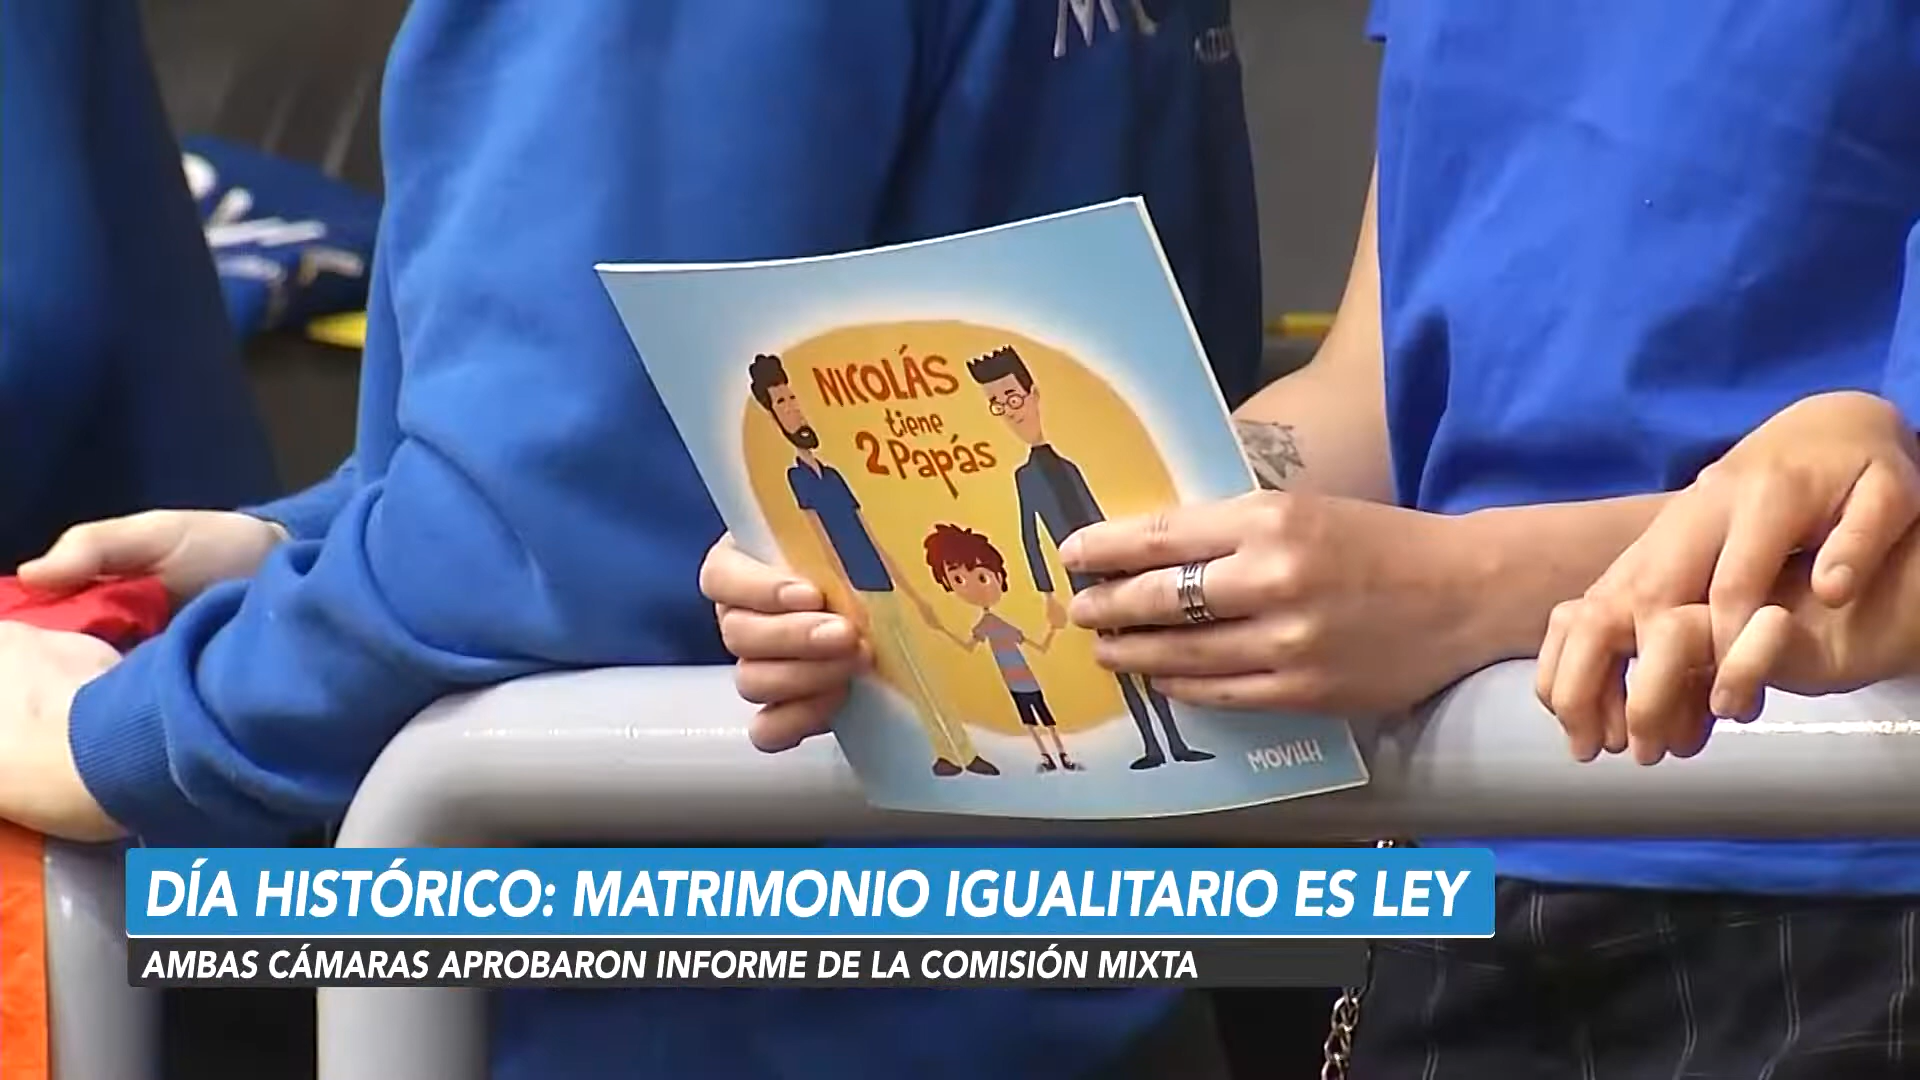 NICOLÁS
tiene
2 Papás
MOVILH
DÍA HISTÓRICO: MATRIMONIO IGUALITARIO ES LEY
AMBAS CÁMARAS APROBARON INFORME DE LA COMISIÓN MIXTA